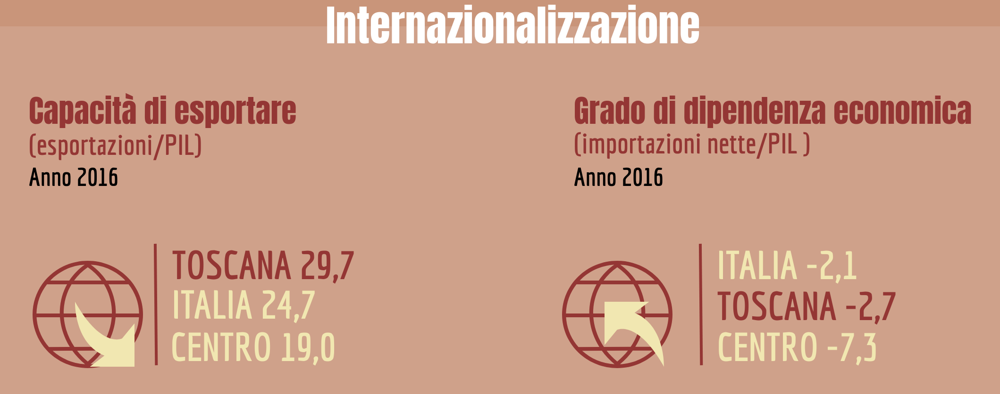 Internazionalizzazione
Capacità di esportare
(esportazioni/PIL)
Anno 2016
TOSCANA 29,7
ITALIA 24,7
CENTRO 19,0
Grado di dipendenza economica
(importazioni nette/PIL )
Anno 2016
ITALIA -2,1
TOSCANA -2,7
CENTRO -7,3